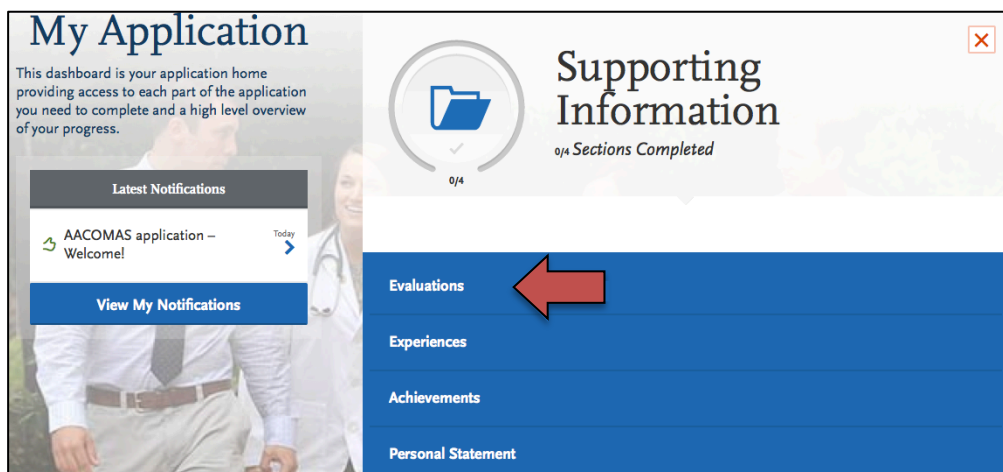 My Application
This dashboard is your application home
providing access to each part of the application
you need to complete and a high level overview
of your progress.
Latest Notifications
AACOMAS application –
Welcome!
Today
View My Notifications
Supporting
Information
0/4 Sections Completed
0/4
Evaluations
Experiences
Achievements
Personal Statement